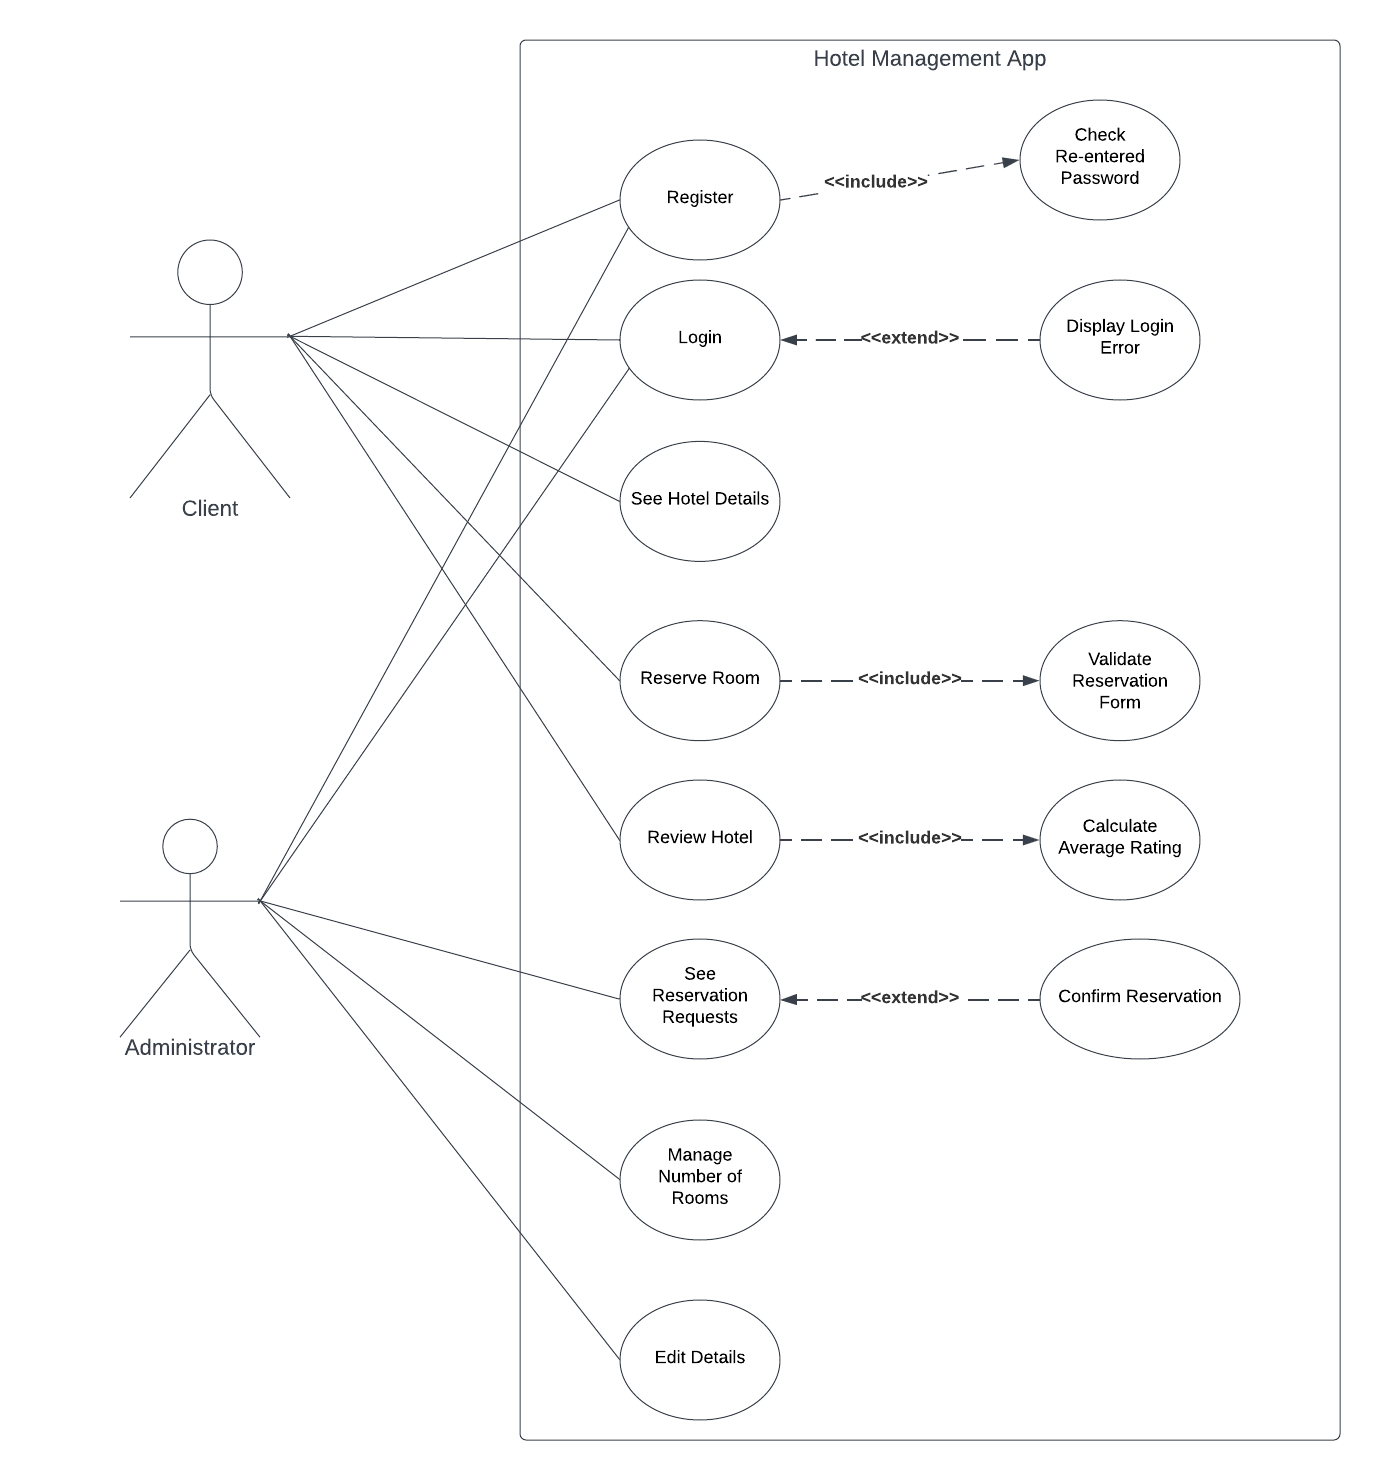 Hotel Management App
Check
Re-entered
Password
<<include>>
Register
Login
<<extend>>
Display Login
Error
Client
See Hotel Details
Reserve Room
<<include>>
Validate
Reservation
Form
Review Hotel
<<include>>
Calculate
Average Rating
Administrator
See
Reservation
Requests
<<extend>>
Confirm Reservation
Manage
Number of
Rooms
Edit Details